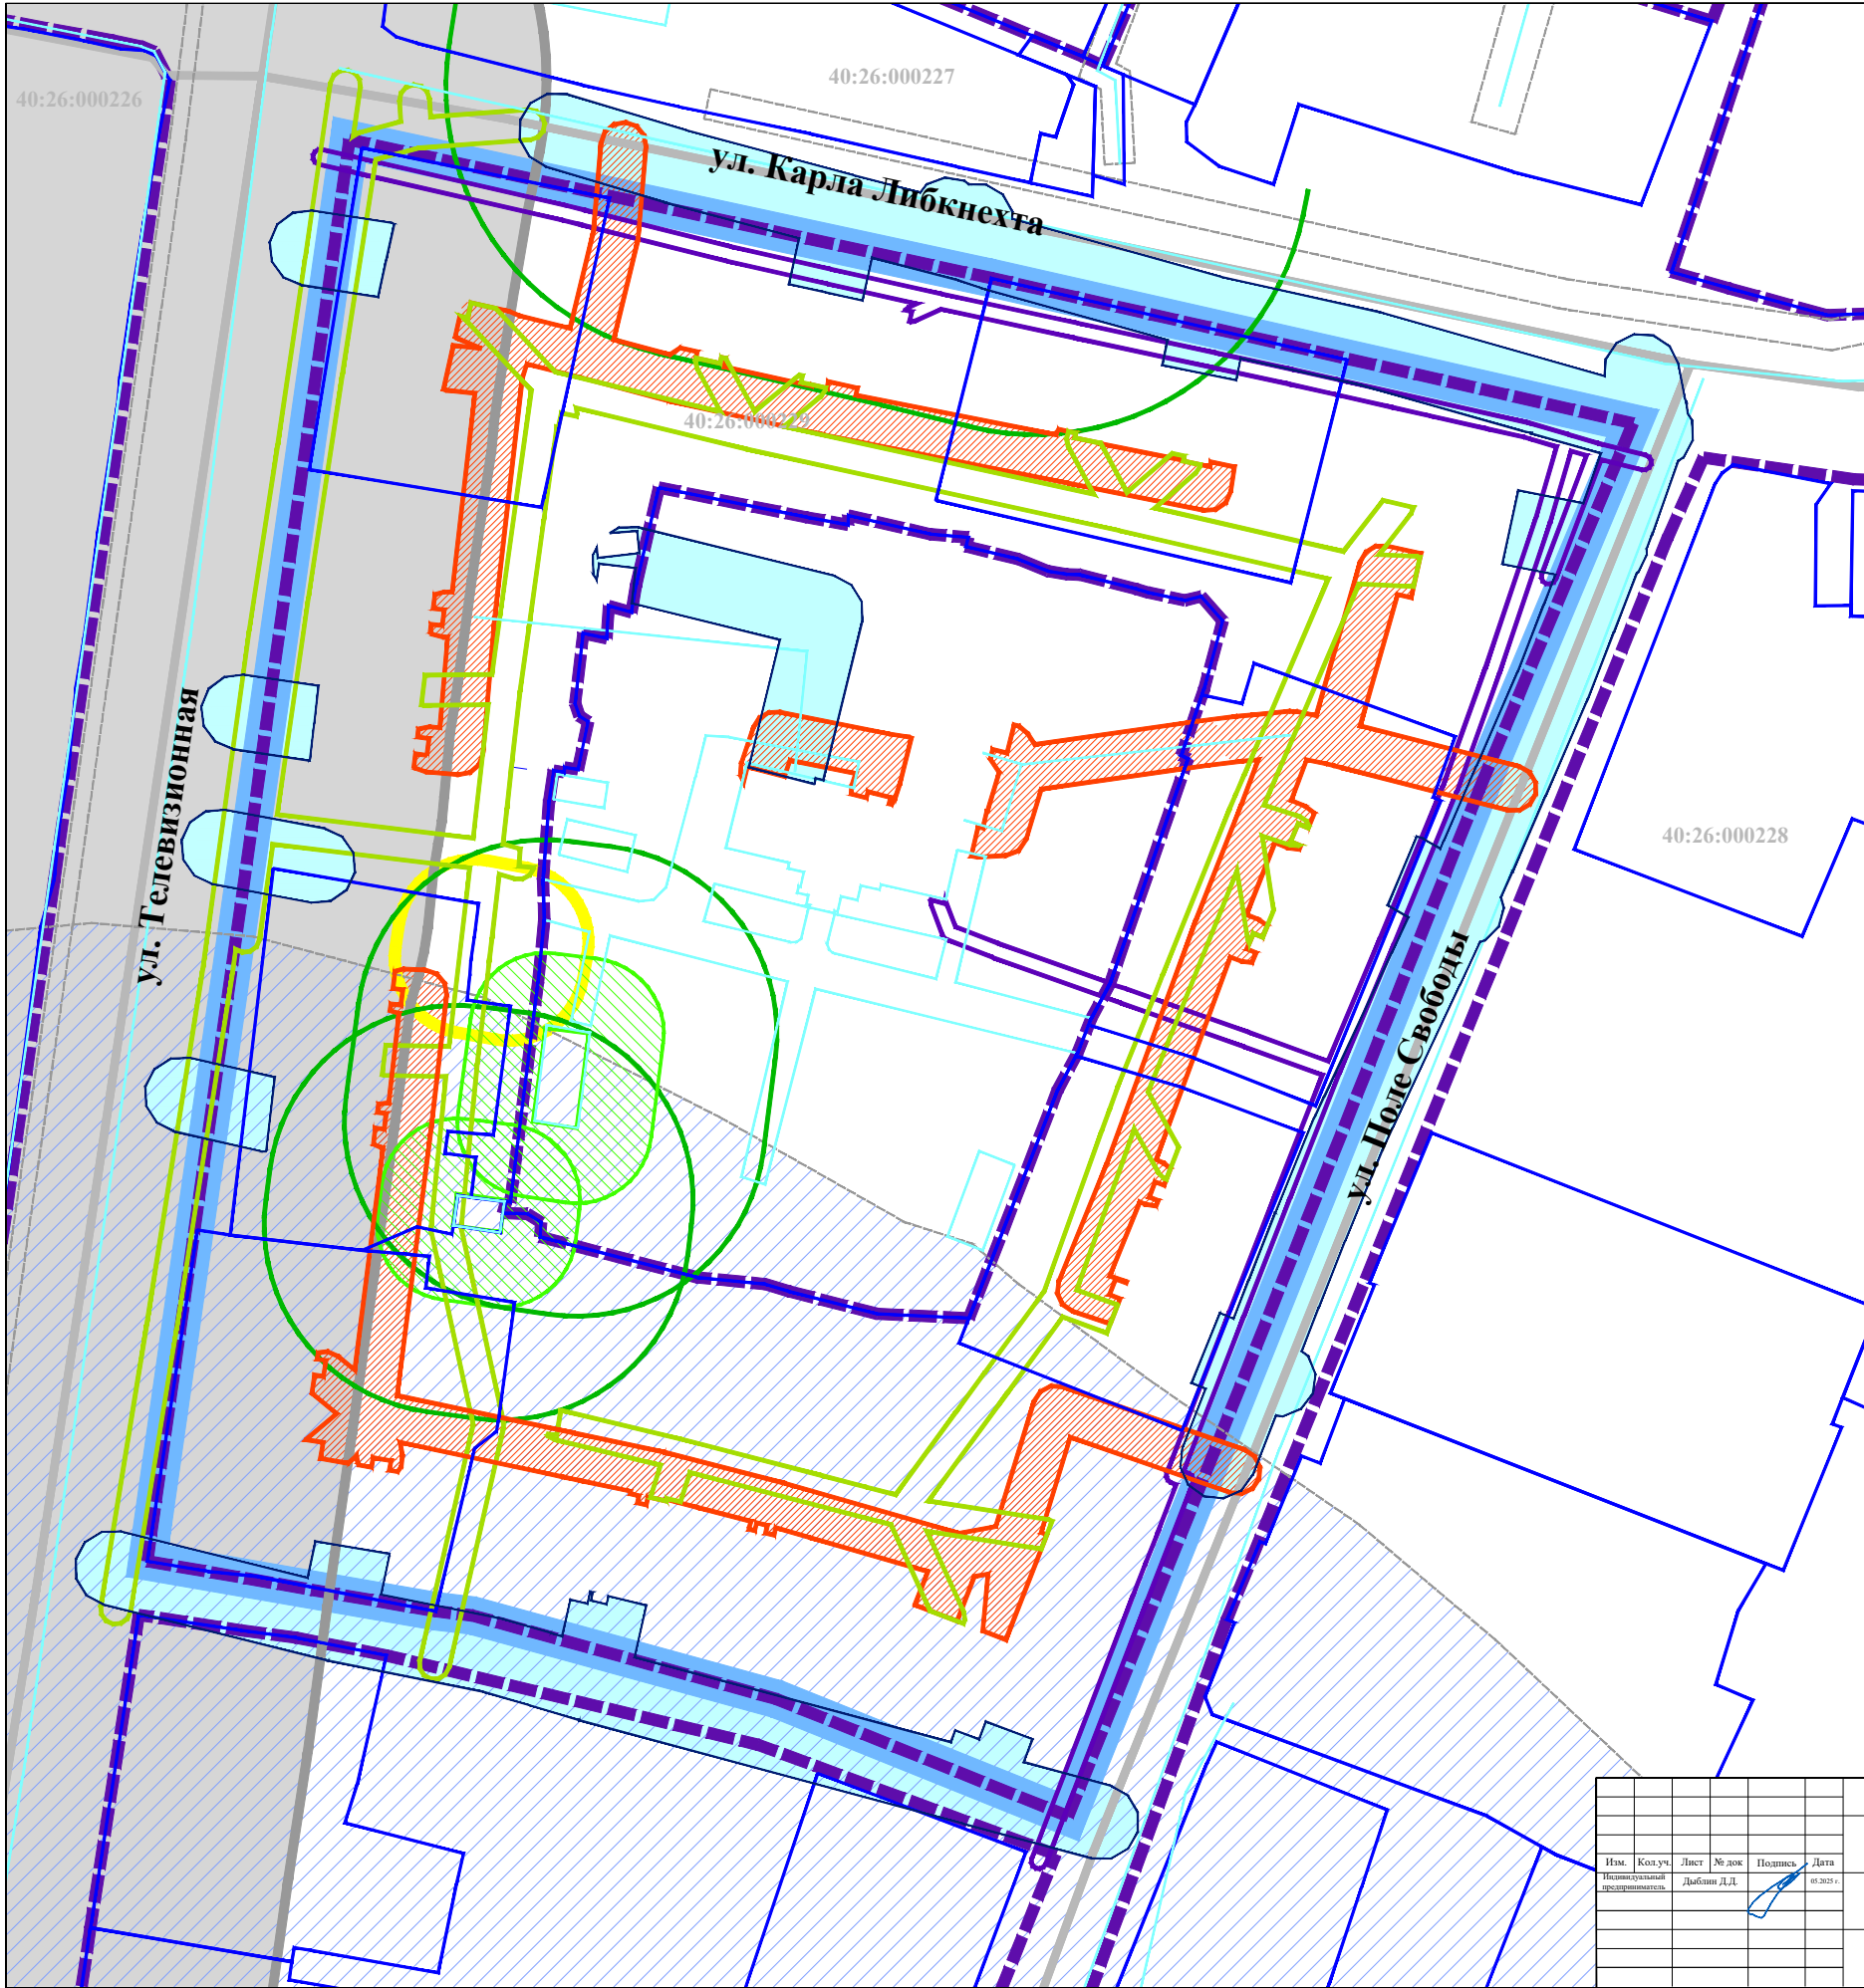 40:26:000227
40:26:000226
ул. Карла Либкнехта
40:26:000229
ул. Телевизионная
40:26:000228
ул. Поле Свободы
Изм. Кол.уч. Лист № док Подпись Дата
Индивидуальный предприниматель Дыблин Д.Д. 05.2025 г.